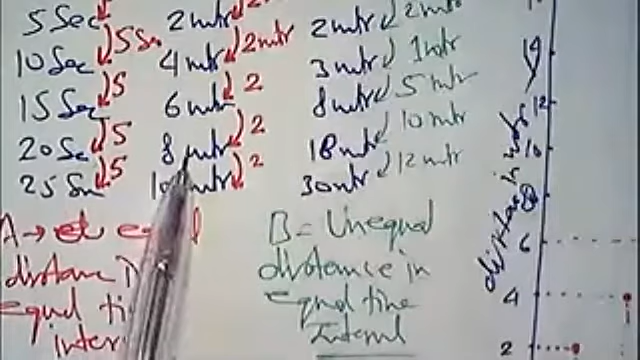 5 Sec 2 mtr 2 mtr
5 Sec 2 mtr 2 mtr
10 Sec 4 mtr 3 mtr 1 mtr
5 2
15 Sec 6 mtr 8 mtr 5 mtr
5 2 10 mtr
20 Sec 8 mtr 18 mtr
5 2 12 mtr
25 Sec mtr 30 mtr
A → equal
distance
equal
B = Unequal
distance in
equal time
Interval
14
12
10
8
6
4
2
in